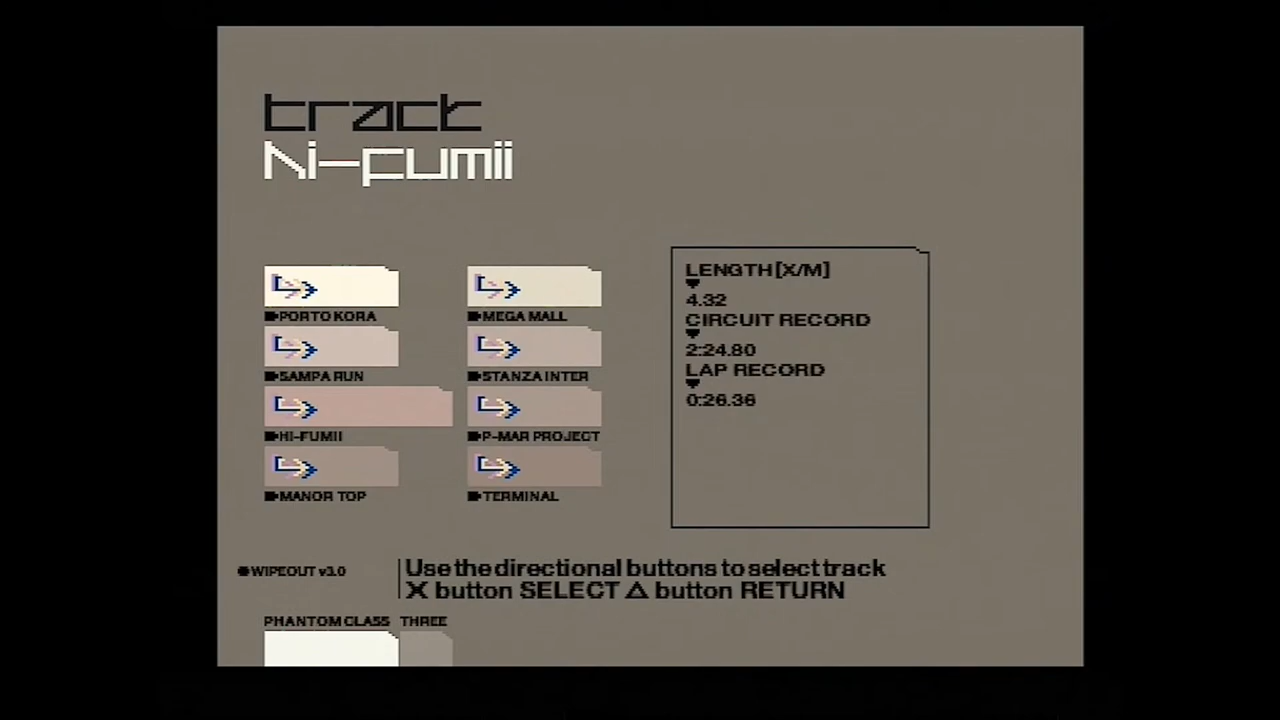 track
Hi-Fumii
PORTO KORA
MEGA MALL
SAMPA RUN
STANZA INTER
HI-FUMII
P-MAR PROJECT
MANOR TOP
TERMINAL
LENGTH[X/M]
4.32
CIRCUIT RECORD
2:24.80
LAP RECORD
0:26.36
WIPEOUT v3.0
Use the directional buttons to select track
X button SELECT △ button RETURN
PHANTOM CLASS THREE